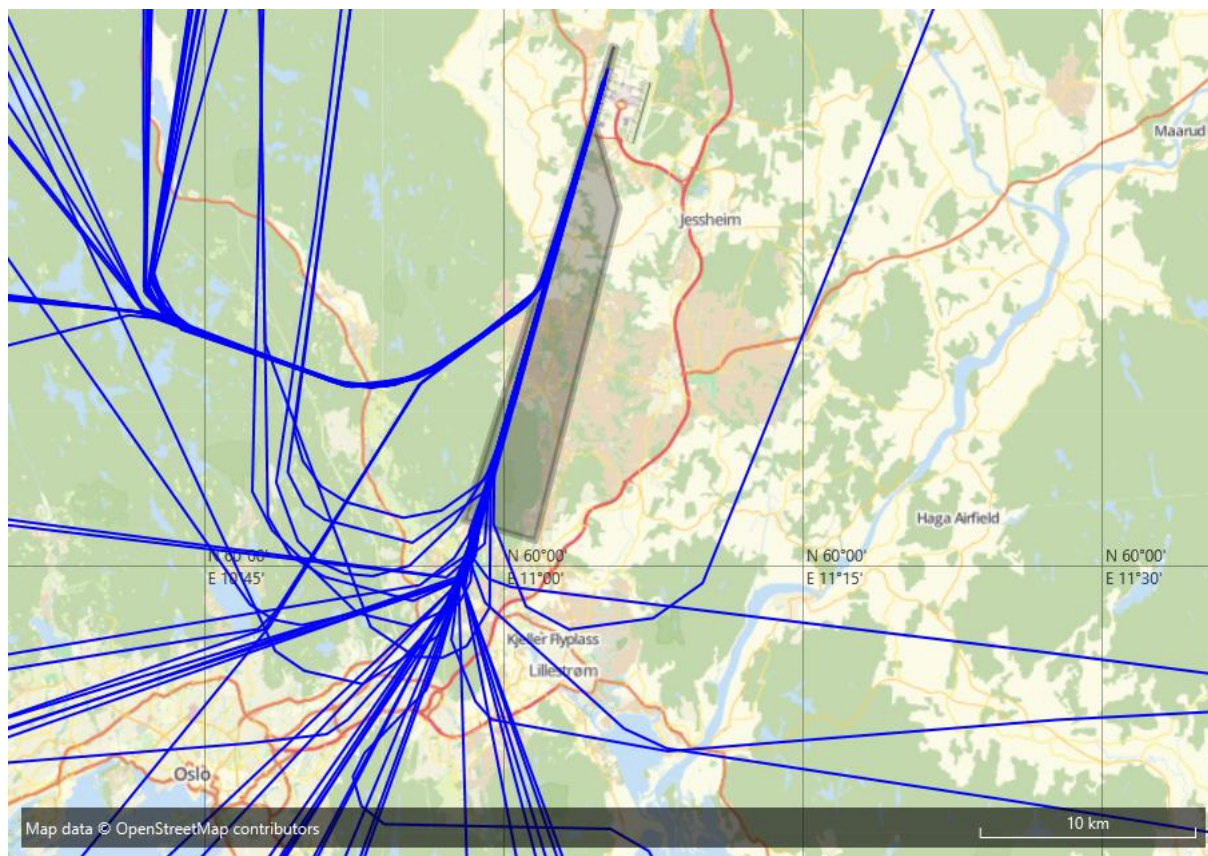 Maarud
Jessheim
Haga Airfield
N 60°00'
E 10°45'
N 60°00'
E 11°00'
N 60°00'
E 11°15'
N 60°00'
E 11°30'
Kjeller Flyplass
Lillestrøm
Oslo
Map data © OpenStreetMap contributors
10 km